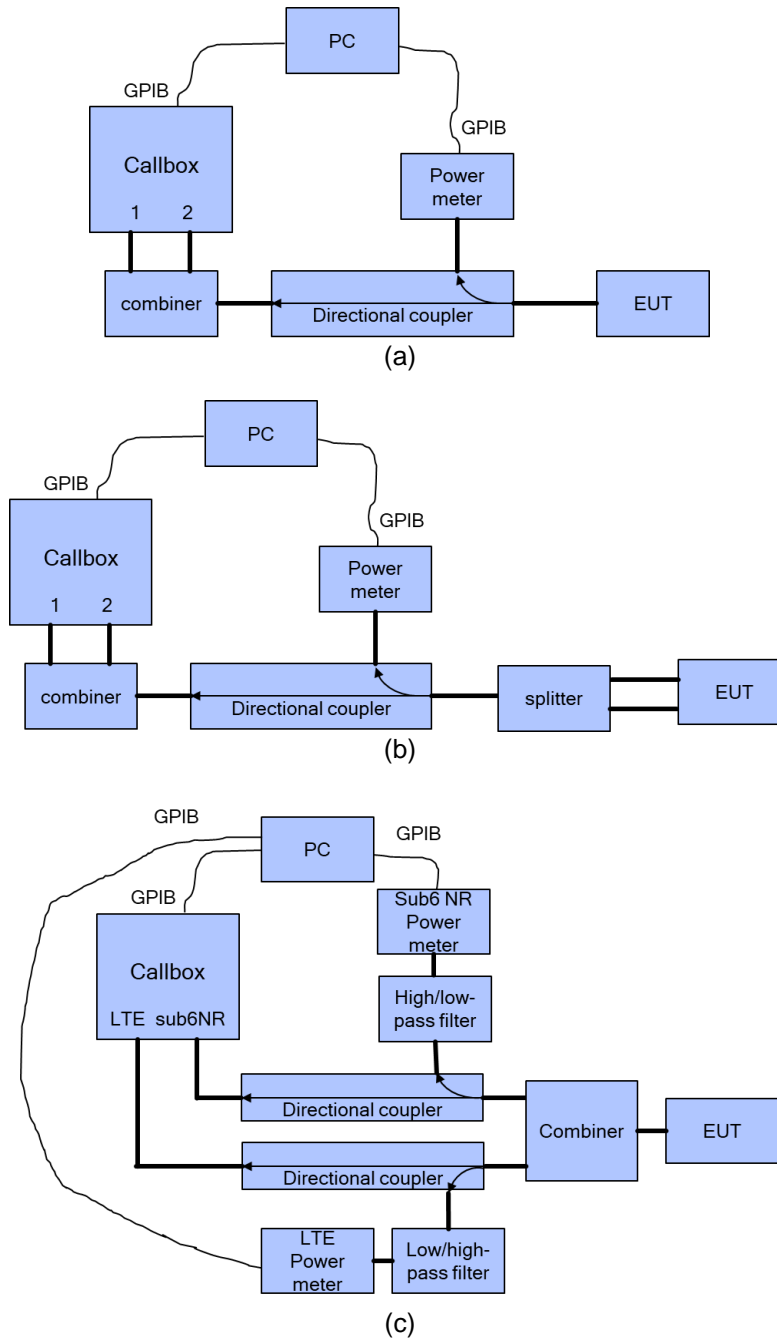 PC
GPIB
GPIB
Callbox
1 2
Power
meter
combiner
Directional coupler
EUT
(a)
PC
GPIB
GPIB
Callbox
1 2
Power
meter
combiner
Directional coupler
splitter
EUT
(b)
GPIB
PC
GPIB
GPIB
Sub6 NR
Power
meter
Callbox
LTE sub6NR
High/low-
pass filter
Directional coupler
Combiner
EUT
Directional coupler
LTE
Power
meter
Low/high-
pass filter
(c)